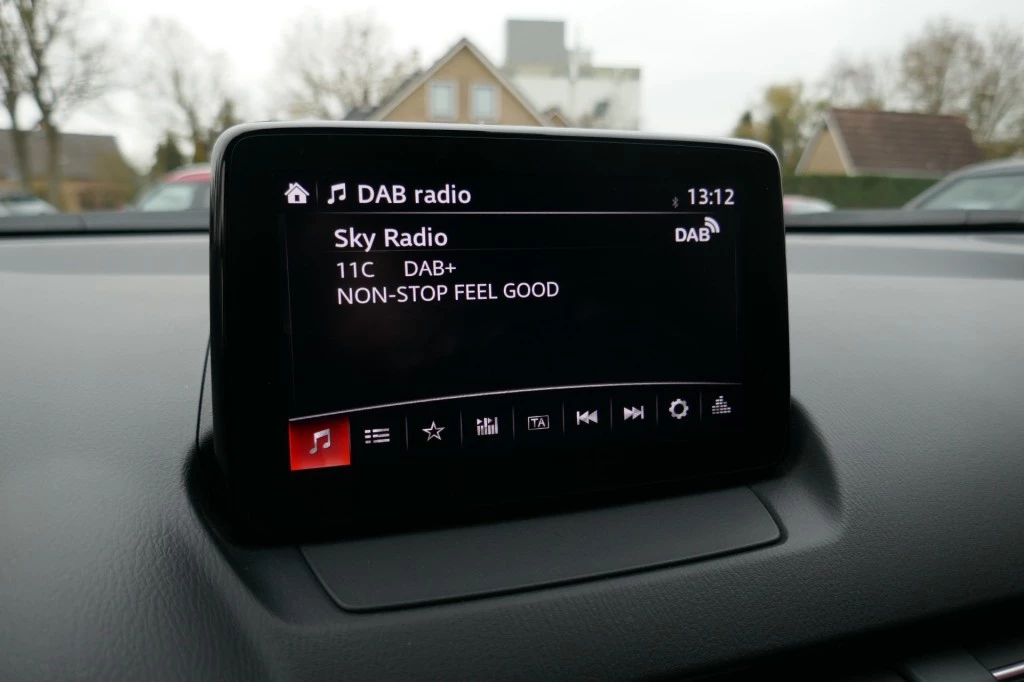 DAB radio 13:12
Sky Radio DAB
11C DAB+
NON-STOP FEEL GOOD
TA